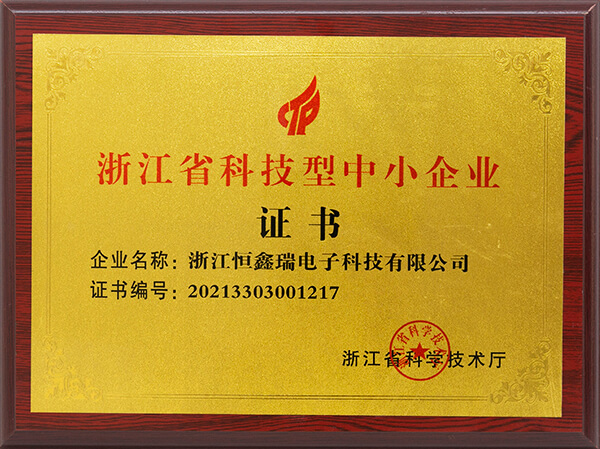 浙江省科技型中小企业
证书
企业名称：浙江恒鑫瑞电子科技有限公司
证书编号：20213303001217
浙江省科学技术厅